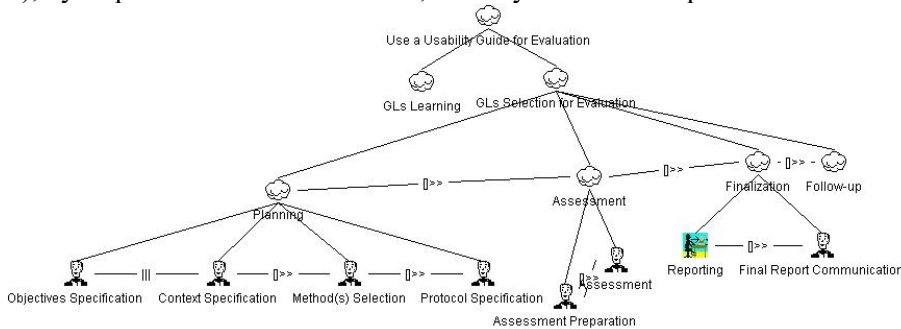 Use a Usability Guide for Evaluation
GLs Learning
GLs Selection for Evaluation
[]>>
[]>>
- []>> -
Planning
Assessment
Finalization
Follow-up
|||
[]>>
[]>>
[]>>
/
[]>>
Objectives Specification
Context Specification
Method(s) Selection
Protocol Specification
Assessment
Reporting
Final Report Communication
Assessment Preparation